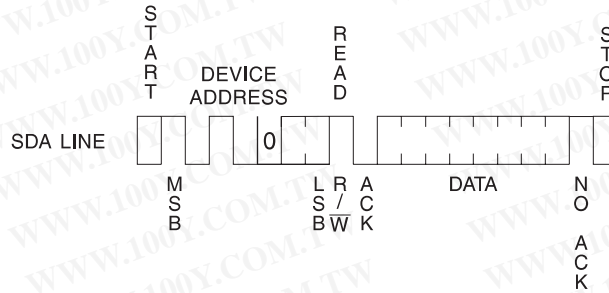 START
DEVICE
ADDRESS
READ
STOP
SDA LINE
0
MSB
LSB
R/W
ACK
DATA
NO ACK
WWW.100Y.COM.TW